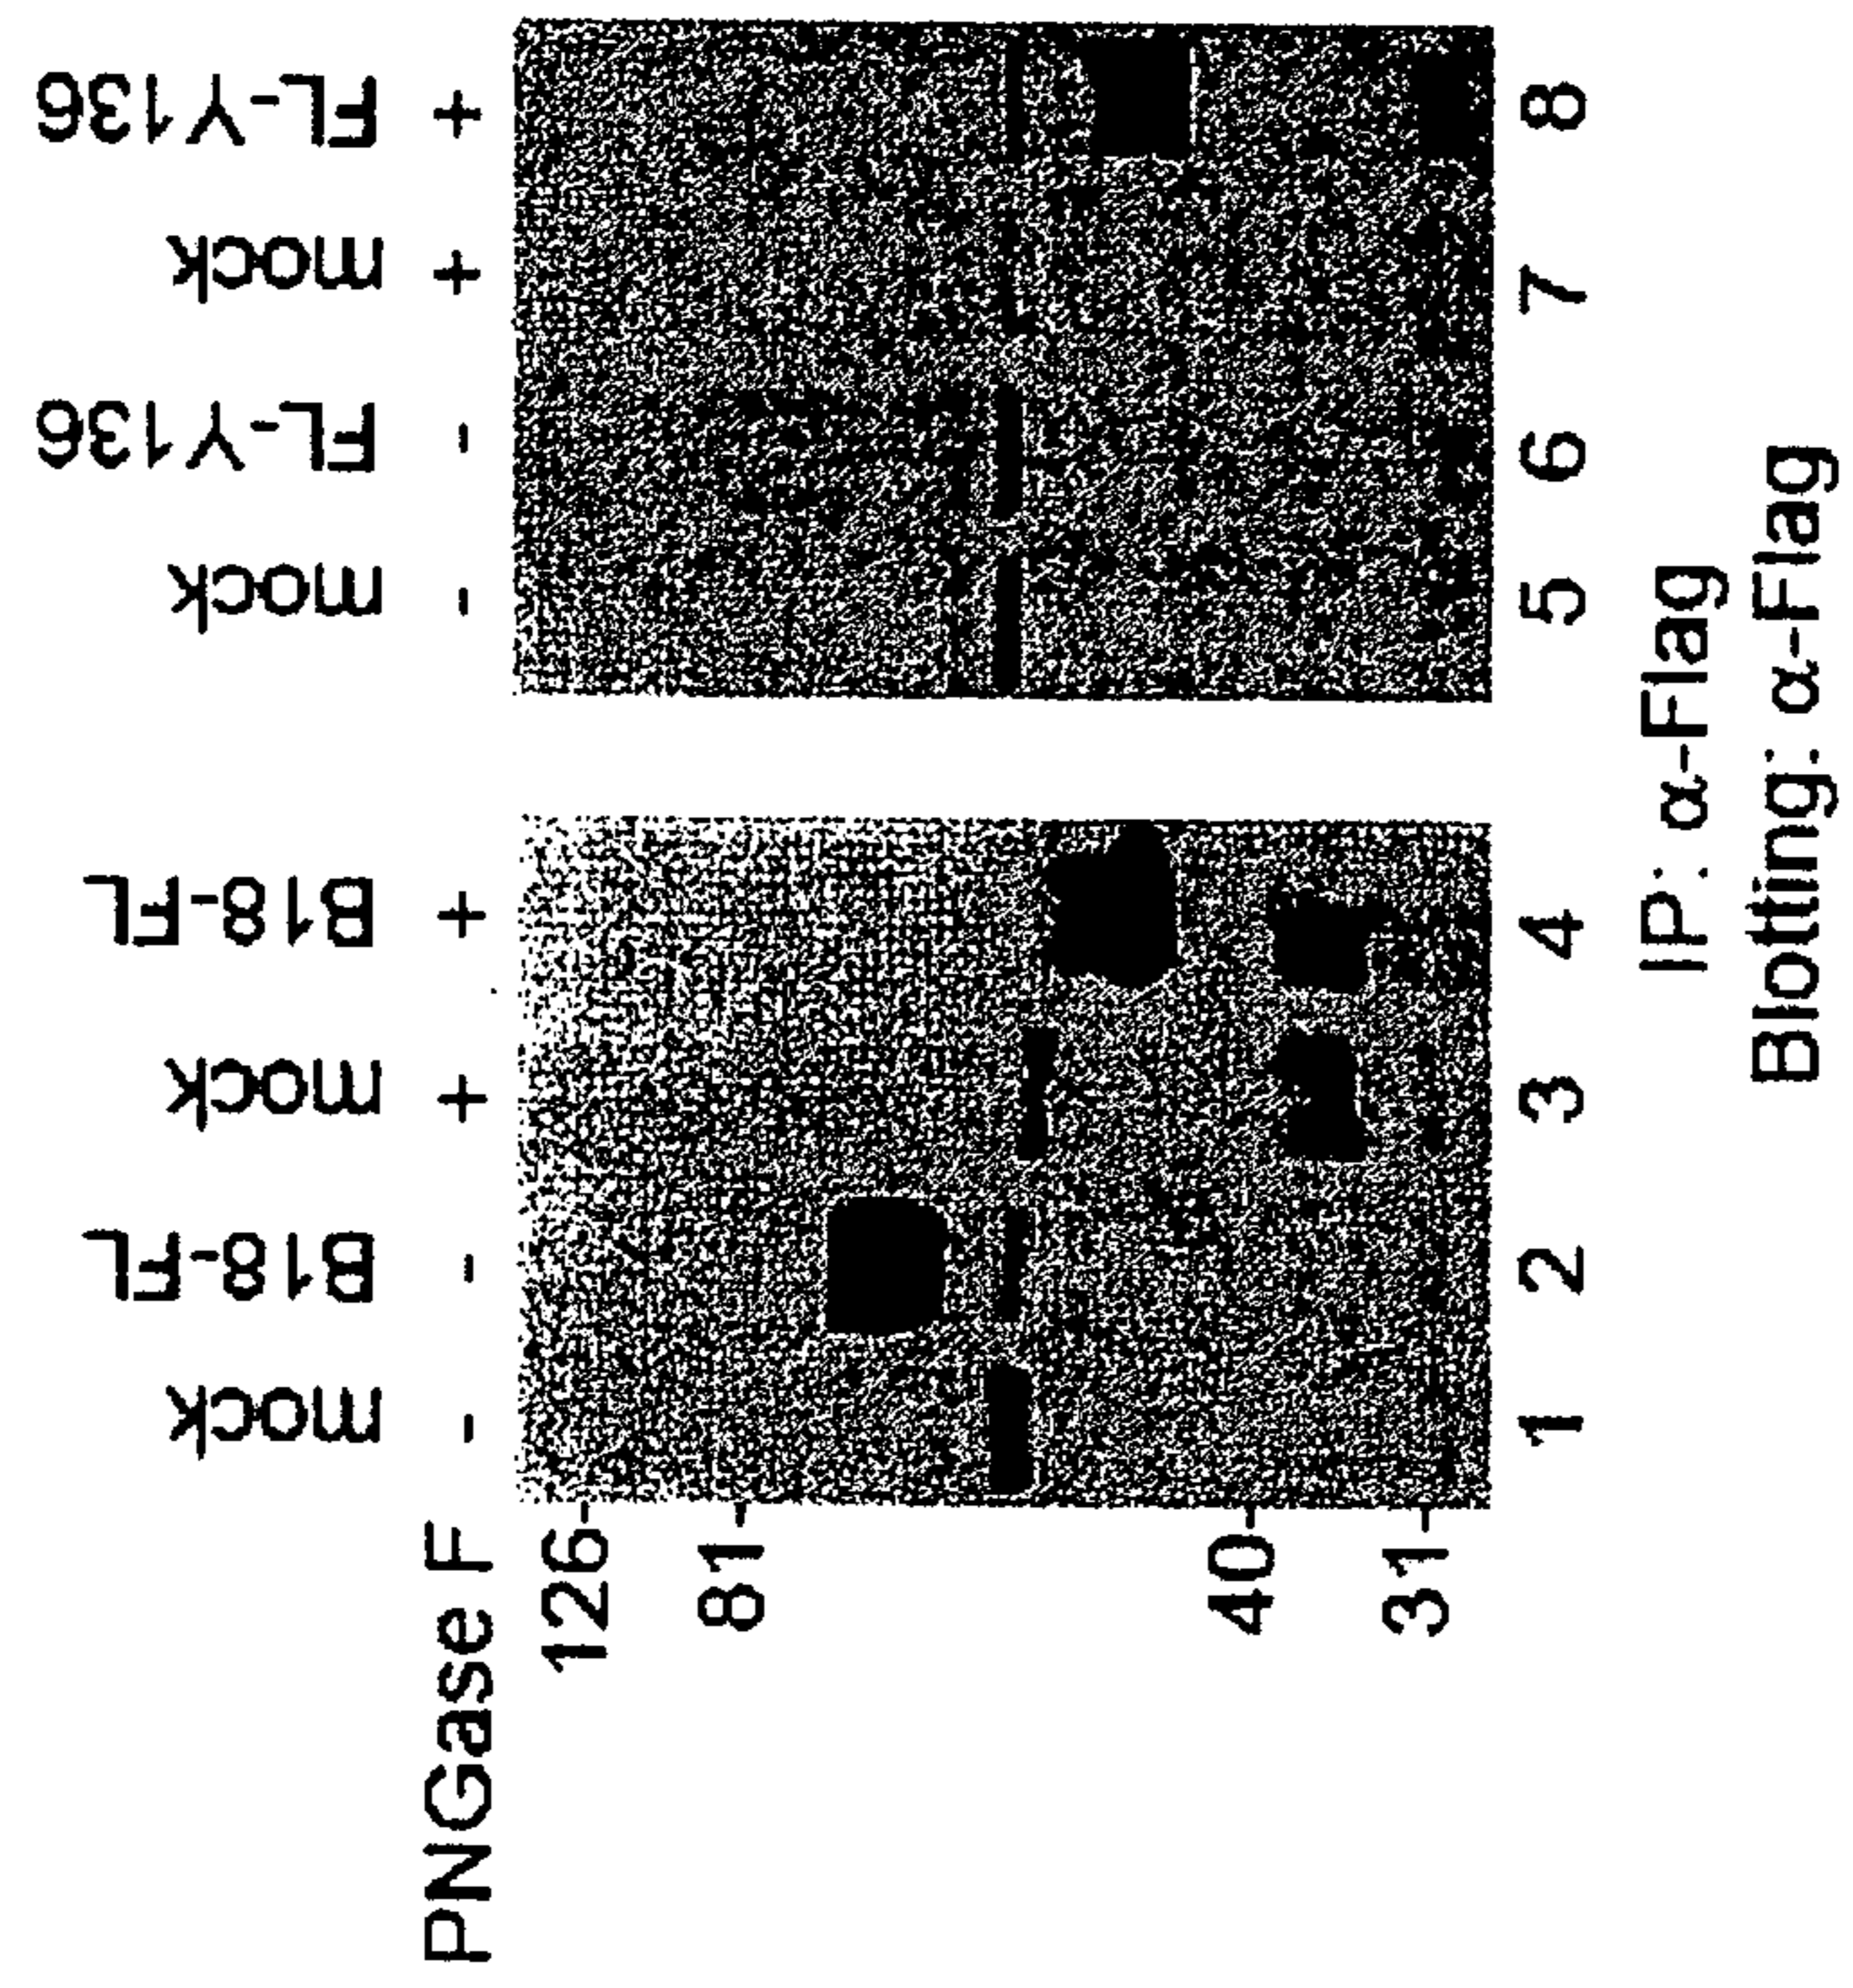 mock B18-FL mock B18-FL mock FL-Y136 mock FL-Y136
PNGase F - - + + - - + +
126-
81-
40-
31-
1 2 3 4 5 6 7 8
IP: α-Flag
Blotting: α-Flag